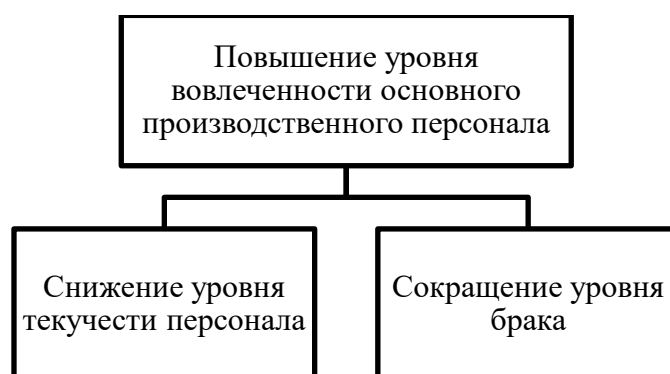 Повышение уровня
вовлеченности основного
производственного персонала
Снижение уровня
текучести персонала
Сокращение уровня
брака